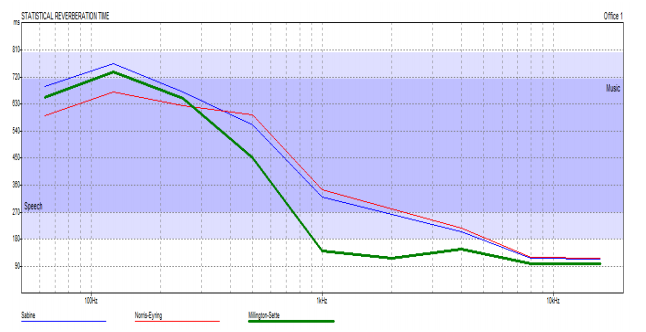 STATISTICAL REVERBERATION TIME
Office 1
ms
810
720
Music
630
540
450
360
270
Speech
180
90
100Hz
1kHz
10kHz
Sabine
Norris-Eyring
Millington-Sette